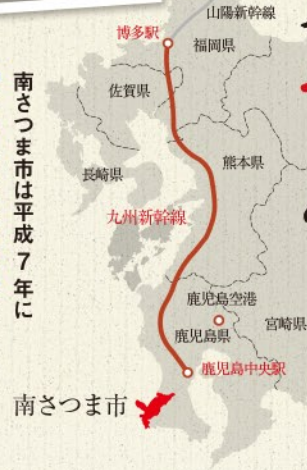 南さつま市は平成7年に
山陽新幹線
博多駅
福岡県
佐賀県
長崎県
熊本県
九州新幹線
鹿児島空港
宮崎県
鹿児島県
鹿児島中央駅
南さつま市